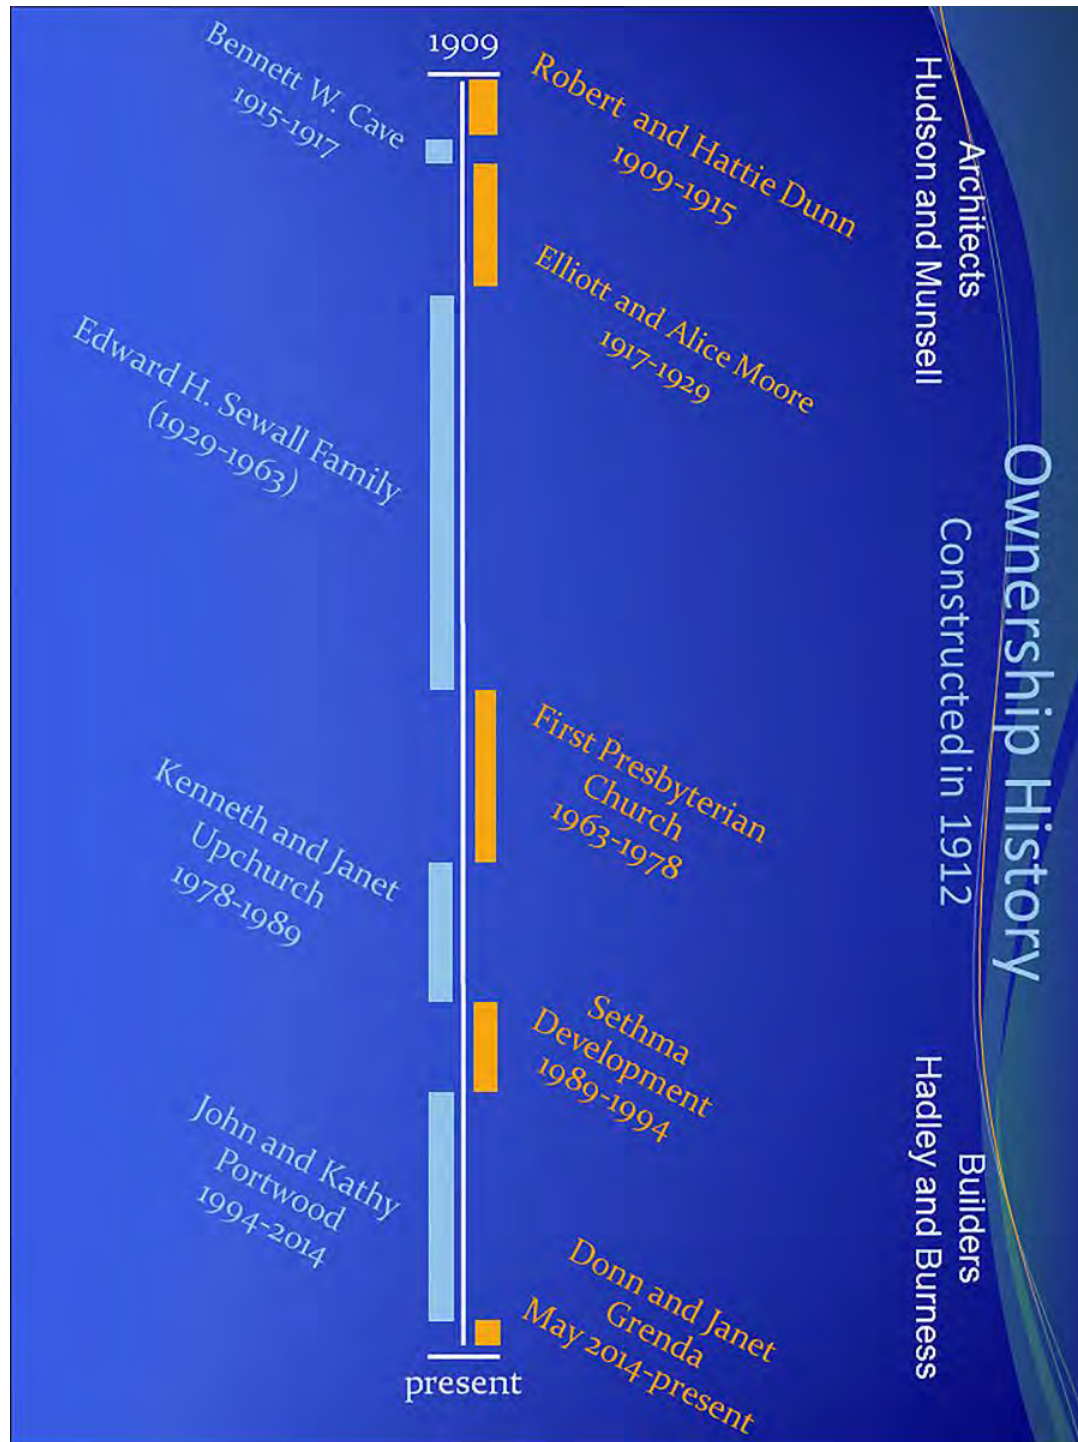 Ownership History
Constructed in 1912
Architects
Hudson and Munsell
Builders
Hadley and Burness
1909
Robert and Hattie Dunn
1909-1915
Bennett W. Cave
1915-1917
Elliott and Alice Moore
1917-1929
Edward H. Sewall Family
(1929-1963)
First Presbyterian
Church
1963-1978
Kenneth and Janet
Upchurch
1978-1989
Sethma
Development
1989-1994
John and Kathy
Portwood
1994-2014
Donn and Janet
Grenda
May 2014-present
present